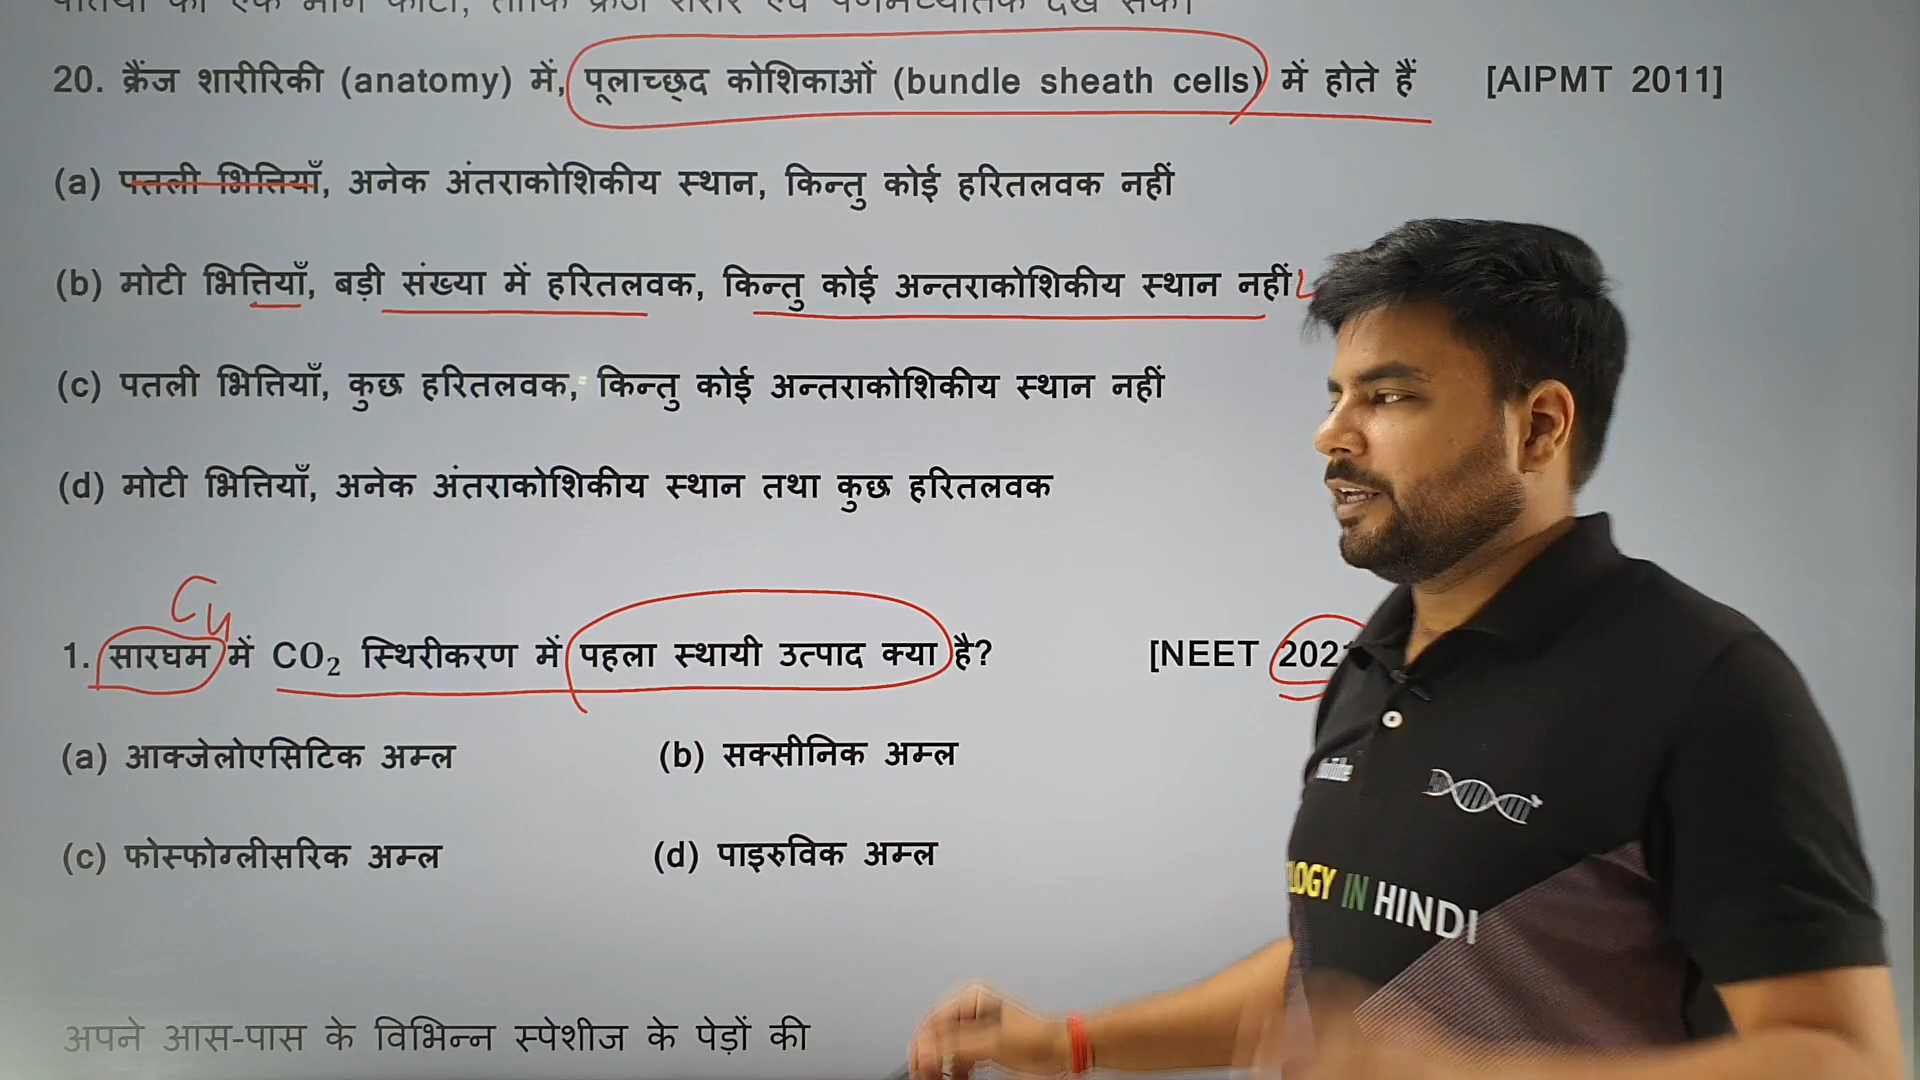 20. क्रैंज शारीरिकी (anatomy) में, पूलाच्छ्द कोशिकाओं (bundle sheath cells) में होते हैं [AIPMT 2011]
(a) पतली भित्तियाँ, अनेक अंतराकोशिकीय स्थान, किन्तु कोई हरितलवक नहीं
(b) मोटी भित्तियाँ, बड़ी संख्या में हरितलवक, किन्तु कोई अन्तराकोशिकीय स्थान नहीं
(c) पतली भित्तियाँ, कुछ हरितलवक, किन्तु कोई अन्तराकोशिकीय स्थान नहीं
(d) मोटी भित्तियाँ, अनेक अंतराकोशिकीय स्थान तथा कुछ हरितलवक
C4
1. सारघम में CO₂ स्थिरीकरण में पहला स्थायी उत्पाद क्या है? [NEET 202
(a) आक्जेलोएसिटिक अम्ल (b) सक्सीनिक अम्ल
(c) फोस्फोग्लीसरिक अम्ल (d) पाइरुविक अम्ल
LOGY IN HINDI
अपने आस-पास के विभिन्न स्पेशीज के पेड़ों की